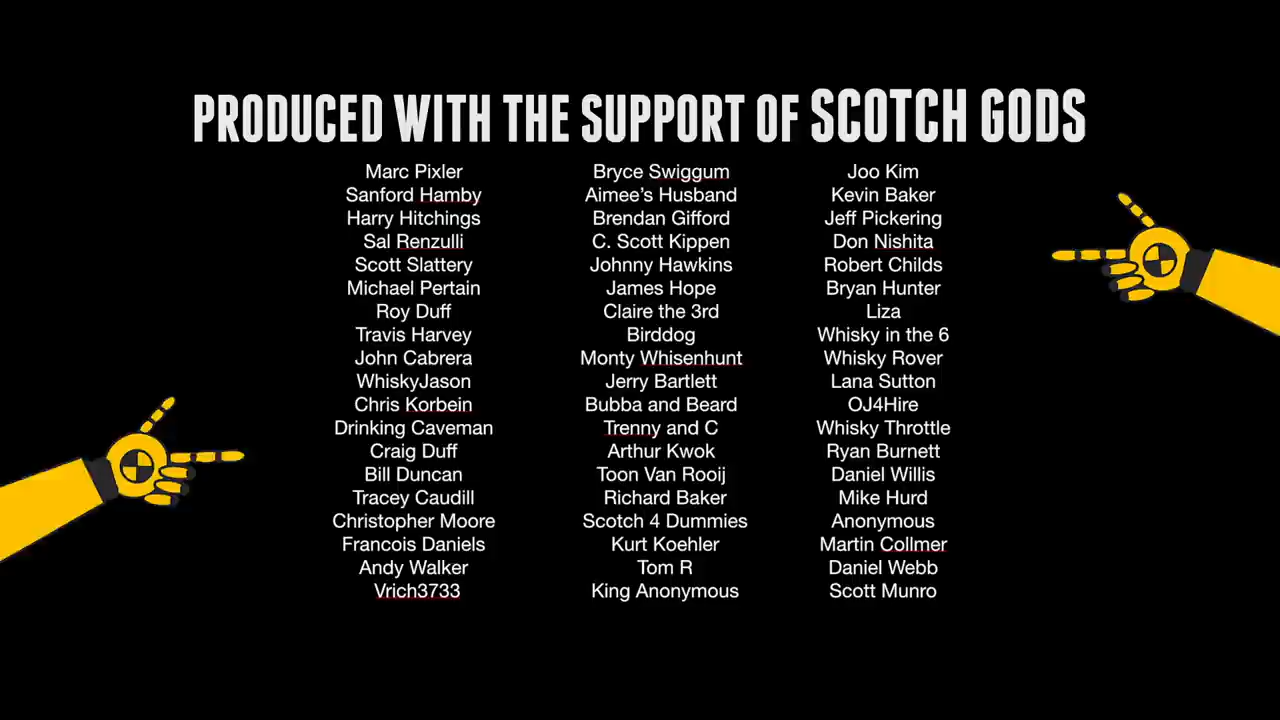 PRODUCED WITH THE SUPPORT OF SCOTCH GODS
Marc Pixler
Sanford Hamby
Harry Hitchings
Sal Renzulli
Scott Slattery
Michael Pertain
Roy Duff
Travis Harvey
John Cabrera
WhiskyJason
Chris Korbein
Drinking Caveman
Craig Duff
Bill Duncan
Tracey Caudill
Christopher Moore
Francois Daniels
Andy Walker
Vrich3733
Bryce Swiggum
Aimee's Husband
Brendan Gifford
C. Scott Kippen
Johnny Hawkins
James Hope
Claire the 3rd
Birddog
Monty Whisenhunt
Jerry Bartlett
Bubba and Beard
Trenny and C
Arthur Kwok
Toon Van Rooij
Richard Baker
Scotch 4 Dummies
Kurt Koehler
Tom R
King Anonymous
Joo Kim
Kevin Baker
Jeff Pickering
Don Nishita
Robert Childs
Bryan Hunter
Liza
Whisky in the 6
Whisky Rover
Lana Sutton
OJ4Hire
Whisky Throttle
Ryan Burnett
Daniel Willis
Mike Hurd
Anonymous
Martin Collmer
Daniel Webb
Scott Munro